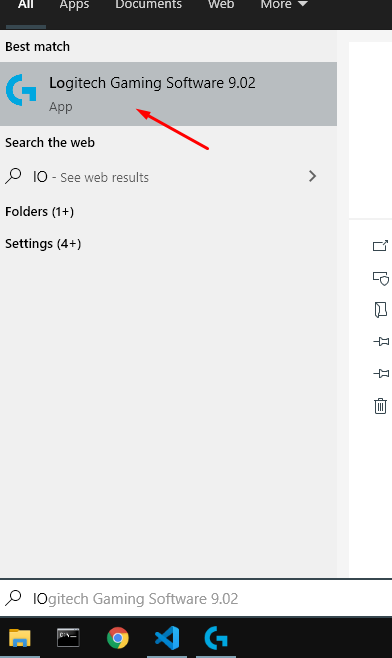 All Apps Documents Web More
Best match
Logitech Gaming Software 9.02
App
Search the web
IO - See web results
Folders (1+)
Settings (4+)
IOgitech Gaming Software 9.02